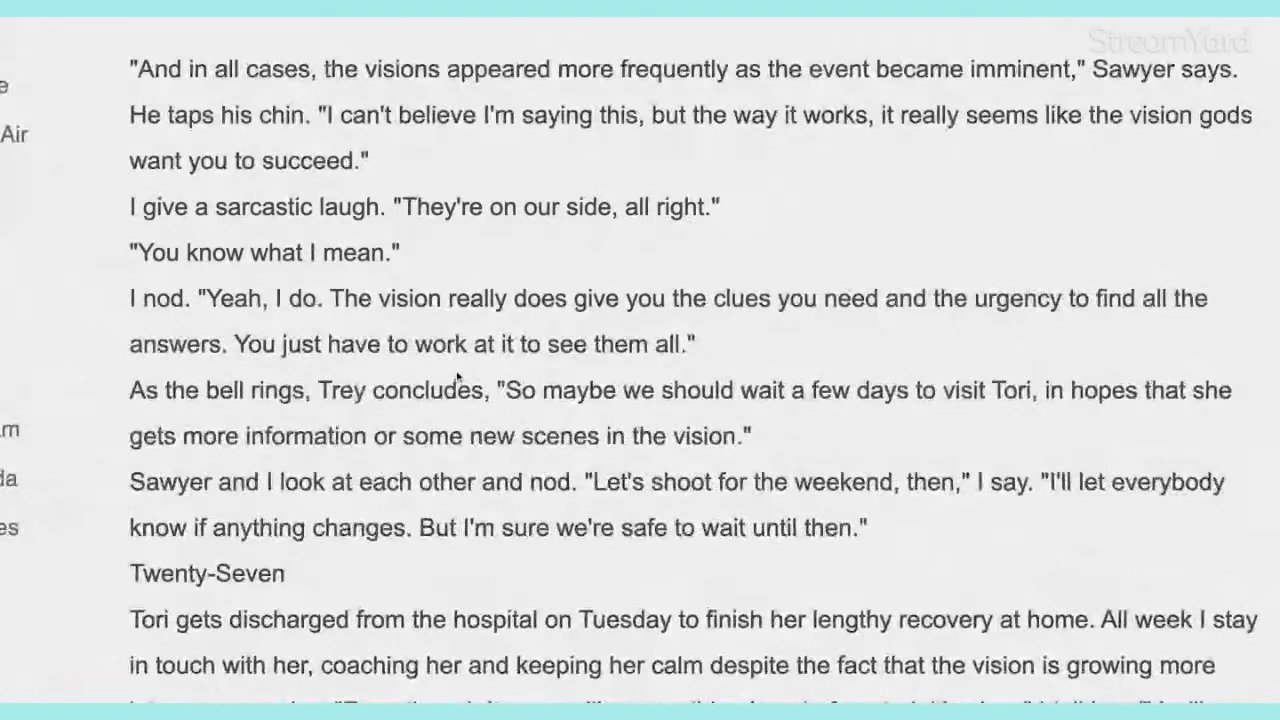 StreamYard
"And in all cases, the visions appeared more frequently as the event became imminent," Sawyer says.
He taps his chin. "I can't believe I'm saying this, but the way it works, it really seems like the vision gods
want you to succeed."
I give a sarcastic laugh. "They're on our side, all right."
"You know what I mean."
I nod. "Yeah, I do. The vision really does give you the clues you need and the urgency to find all the
answers. You just have to work at it to see them all."
As the bell rings, Trey concludes, "So maybe we should wait a few days to visit Tori, in hopes that she
gets more information or some new scenes in the vision."
Sawyer and I look at each other and nod. "Let's shoot for the weekend, then," I say. "I'll let everybody
know if anything changes. But I'm sure we're safe to wait until then."
Twenty-Seven
Tori gets discharged from the hospital on Tuesday to finish her lengthy recovery at home. All week I stay
in touch with her, coaching her and keeping her calm despite the fact that the vision is growing more
Air